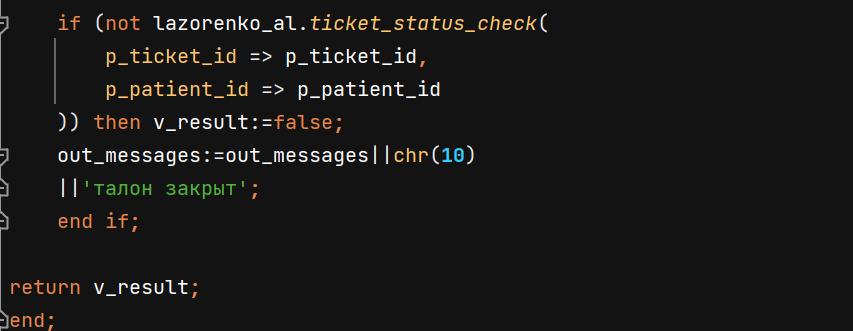 if (not lazorenko_al.ticket_status_check(
p_ticket_id => p_ticket_id,
p_patient_id => p_patient_id
)) then v_result:=false;
out_messages:=out_messages||chr(10)
||'талон закрыт';
end if;
return v_result;
end;